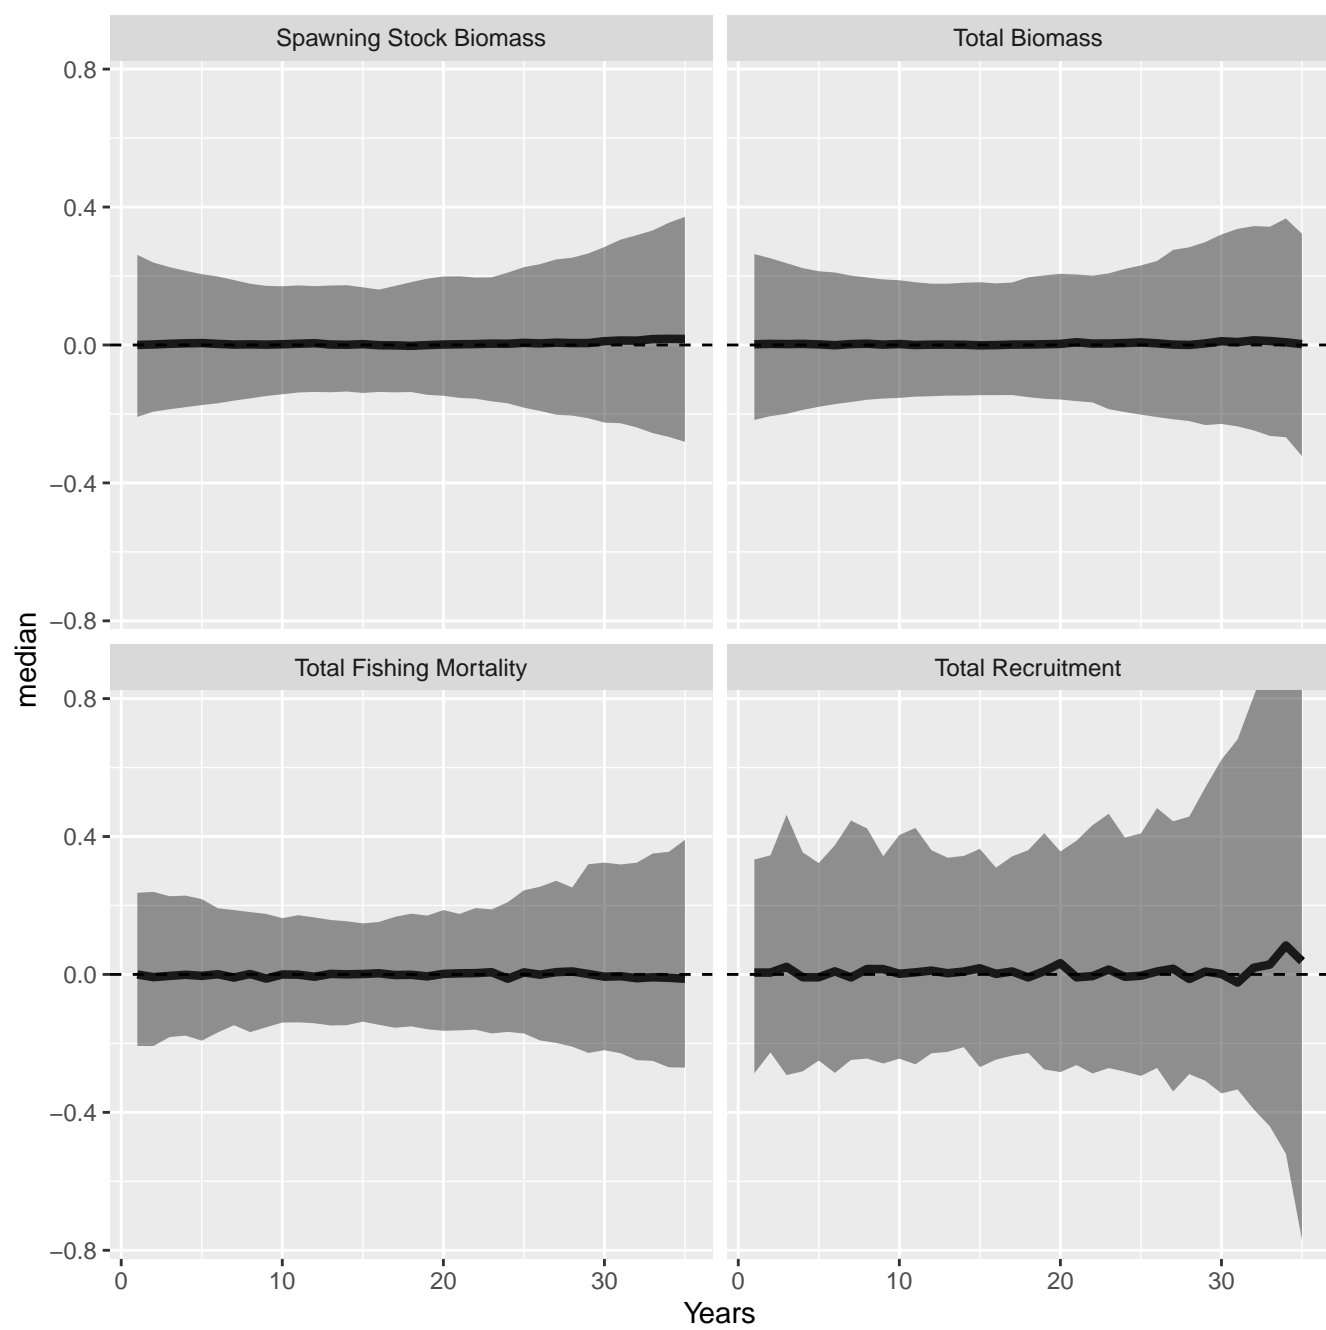 Spawning Stock Biomass
Total Biomass
0.8
0.4
0.0
−0.4
−0.8
median
Total Fishing Mortality
Total Recruitment
0.8
0.4
0.0
−0.4
−0.8
0 10 20 30
0 10 20 30
Years